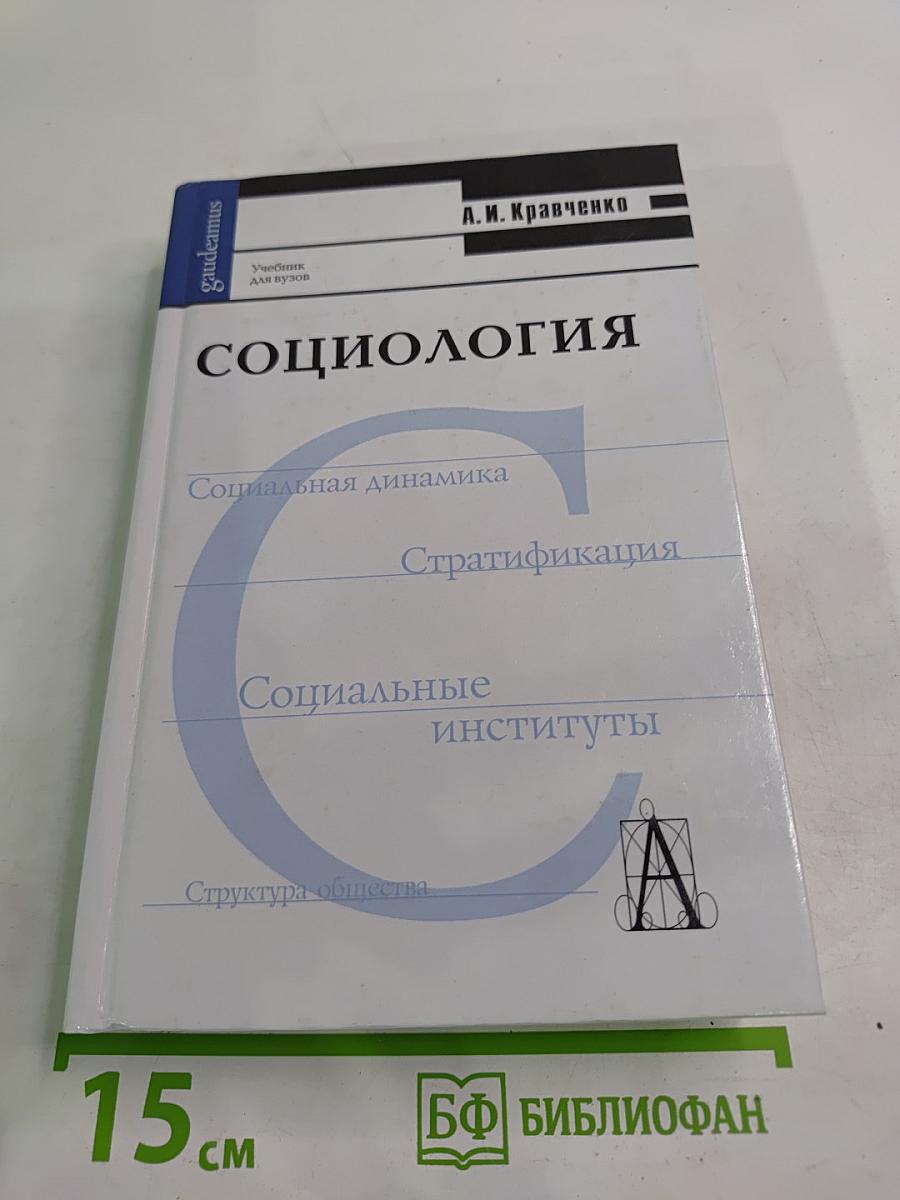 gaudeamus
А. И. Кравченко
Учебник
для вузов
СОЦИОЛОГИЯ
С
Социальная динамика
Стратификация
Социальные
институты
Структура общества
А
15 см
БФ БИБЛИОФАН